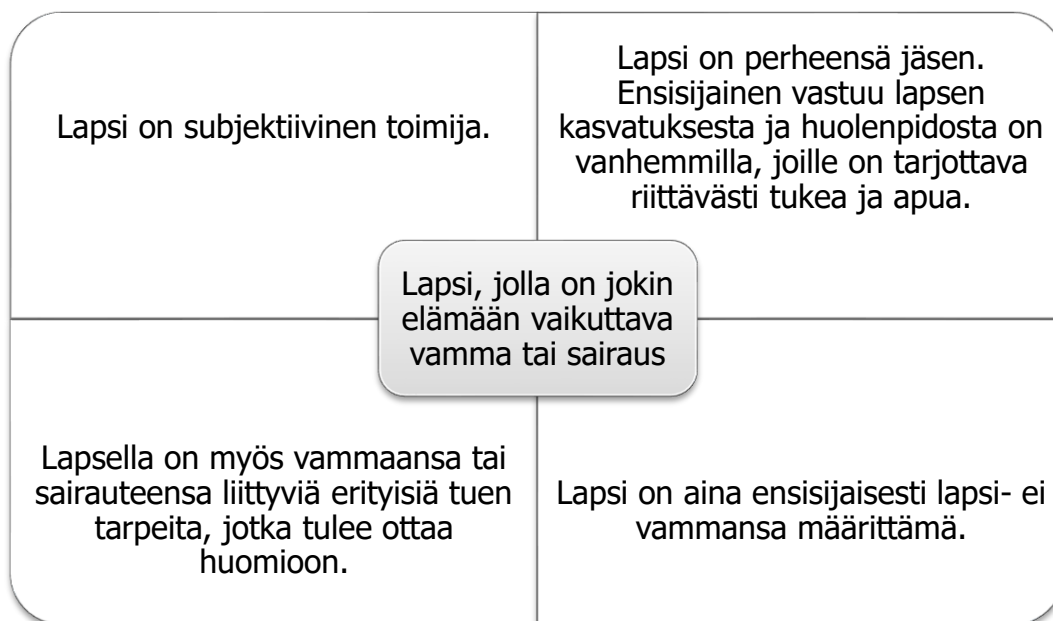 Lapsi on subjektiivinen toimija.
Lapsi on perheensä jäsen.
Ensisijainen vastuu lapsen
kasvatuksesta ja huolenpidosta on
vanhemmilla, joille on tarjottava
riittävästi tukea ja apua.
Lapsi, jolla on jokin
elämään vaikuttava
vamma tai sairaus
Lapsella on myös vammaansa tai
sairauteensa liittyviä erityisiä tuen
tarpeita, jotka tulee ottaa
huomioon.
Lapsi on aina ensisijaisesti lapsi- ei
vammansa määrittämä.